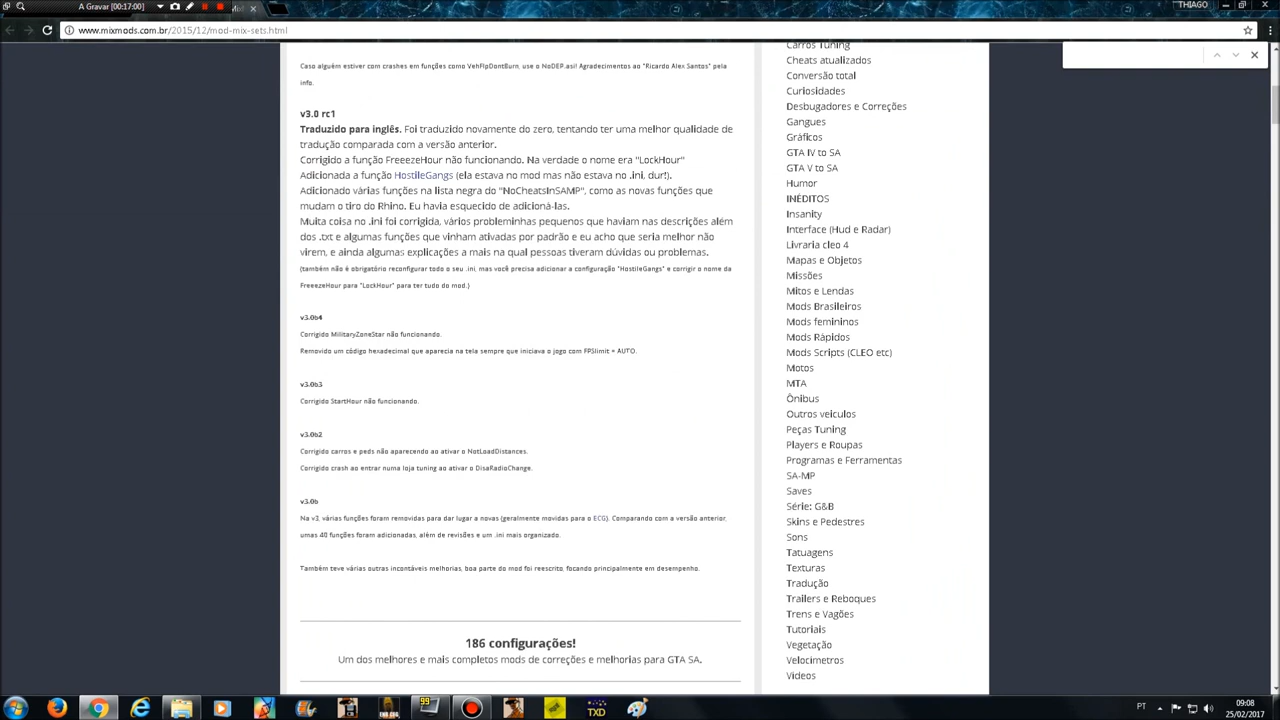 A Gravar [00:17:00]
THIAGO
www.mixmods.com.br/2015/12/mod-mix-sets.html
Caso alguém estiver com crashes em funções como VehFlpDontBurn, use o NoDEP.asi! Agradecimentos ao "Ricardo Alex Santos" pela
info.
v3.0 rc1
Traduzido para inglês. Foi traduzido novamente do zero, tentando ter uma melhor qualidade de
tradução comparada com a versão anterior.
Corrigido a função FreeezeHour não funcionando. Na verdade o nome era "LockHour"
Adicionada a função HostileGangs (ela estava no mod mas não estava no .ini, dur!).
Adicionado várias funções na lista negra do "NoCheatsInSAMP", como as novas funções que
mudam o tiro do Rhino. Eu havia esquecido de adicioná-las.
Muita coisa no .ini foi corrigida, vários probleminhas pequenos que haviam nas descrições além
dos .txt e algumas funções que vinham ativadas por padrão e eu acho que seria melhor não
virem, e ainda algumas explicações a mais na qual pessoas tiveram dúvidas ou problemas.
(também não é obrigatório reconfigurar todo o seu .ini, mas você precisa adicionar a configuração "HostileGangs" e corrigir o nome da
FreeezeHour para "LockHour" para ter tudo do mod.)
v3.0b4
Corrigido MilitaryZoneStar não funcionando.
Removido um código hexadecimal que aparecia na tela sempre que iniciava o jogo com FPSlimit = AUTO.
v3.0b3
Corrigido StartHour não funcionando.
v3.0b2
Corrigido carros e peds não aparecendo ao ativar o NotLoadDistances.
Corrigido crash ao entrar numa loja tuning ao ativar o DisaRadioChange.
v3.0b
Na v3, várias funções foram removidas para dar lugar a novas (geralmente movidas para o ECG). Comparando com a versão anterior,
umas 40 funções foram adicionadas, além de revisões e um .ini mais organizado.
Também teve várias outras incontáveis melhorias, boa parte do mod foi reescrito, focando principalmente em desempenho.
186 configurações!
Um dos melhores e mais completos mods de correções e melhorias para GTA SA.
Carros Tuning
Cheats atualizados
Conversão total
Curiosidades
Desbugadores e Correções
Gangues
Gráficos
GTA IV to SA
GTA V to SA
Humor
INÉDITOS
Insanity
Interface (Hud e Radar)
Livraria cleo 4
Mapas e Objetos
Missões
Mitos e Lendas
Mods Brasileiros
Mods femininos
Mods Rápidos
Mods Scripts (CLEO etc)
Motos
MTA
Ônibus
Outros veículos
Peças Tuning
Players e Roupas
Programas e Ferramentas
SA-MP
Saves
Série: G&B
Skins e Pedestres
Sons
Tatuagens
Texturas
Tradução
Trailers e Reboques
Trens e Vagões
Tutoriais
Vegetação
Velocímetros
Vídeos
99
TXD
PT
09:08
25/02/2017